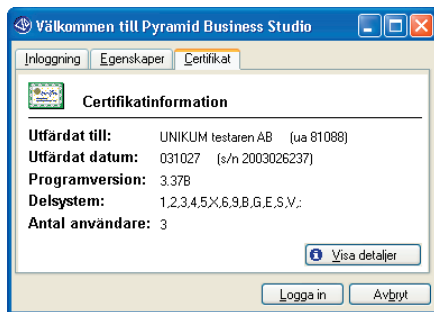 Välkommen till Pyramid Business Studio
Inloggning Egenskaper Certifikat
Certifikatinformation
Utfärdat till: UNIKUM testaren AB (ua 81088)
Utfärdat datum: 031027 (s/n 2003026237)
Programversion: 3.37B
Delsystem: 1,2,3,4,5,X,6,9,B,G,E,S,V,:
Antal användare: 3
Visa detaljer
Logga in Avbryt